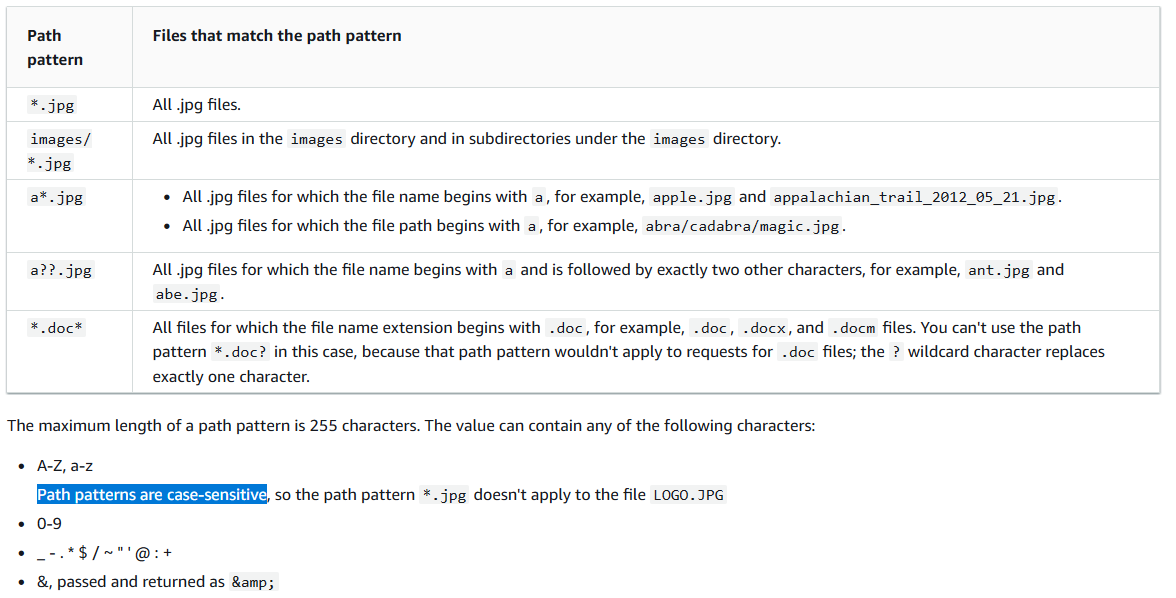 Path
pattern
Files that match the path pattern
*.jpg
All .jpg files.
images/
*.jpg
All .jpg files in the images directory and in subdirectories under the images directory.
a*.jpg
• All .jpg files for which the file name begins with a, for example, apple.jpg and appalachian_trail_2012_05_21.jpg.
• All .jpg files for which the file path begins with a, for example, abra/cadabra/magic.jpg.
a??.jpg
All .jpg files for which the file name begins with a and is followed by exactly two other characters, for example, ant.jpg and
abe.jpg.
*.doc*
All files for which the file name extension begins with .doc, for example, .doc, .docx, and .docm files. You can't use the path
pattern *.doc? in this case, because that path pattern wouldn't apply to requests for .doc files; the ? wildcard character replaces
exactly one character.
The maximum length of a path pattern is 255 characters. The value can contain any of the following characters:
• A-Z, a-z
Path patterns are case-sensitive, so the path pattern *.jpg doesn't apply to the file LOGO.JPG
• 0-9
• _ - . * $ / ~ " ' @ : +
• &, passed and returned as &amp;